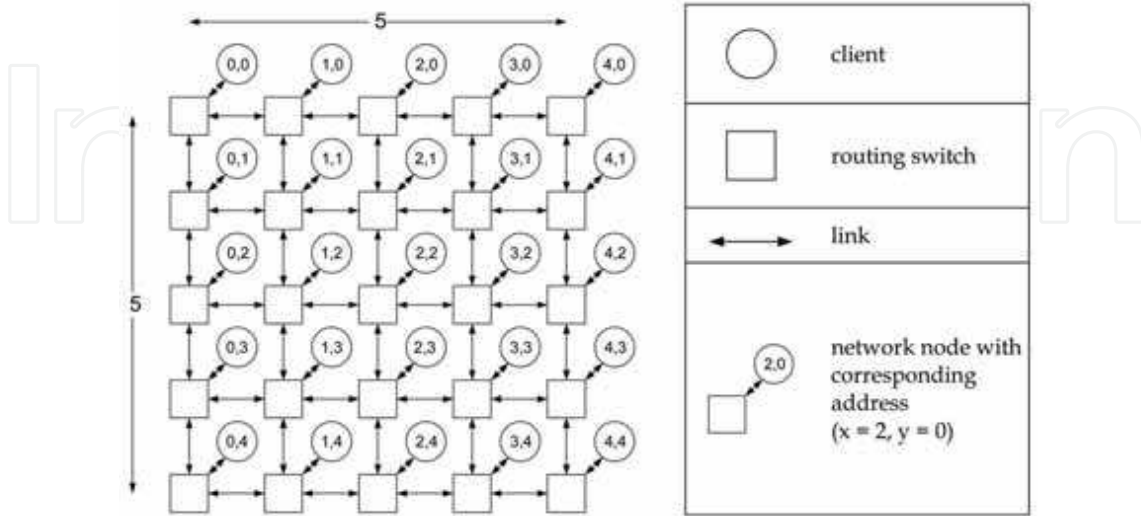 5
0,0 1,0 2,0 3,0 4,0
0,1 1,1 2,1 3,1 4,1
0,2 1,2 2,2 3,2 4,2
5
0,3 1,3 2,3 3,3 4,3
0,4 1,4 2,4 3,4 4,4
client
routing switch
link
2,0
network node with
corresponding
address
(x = 2, y = 0)